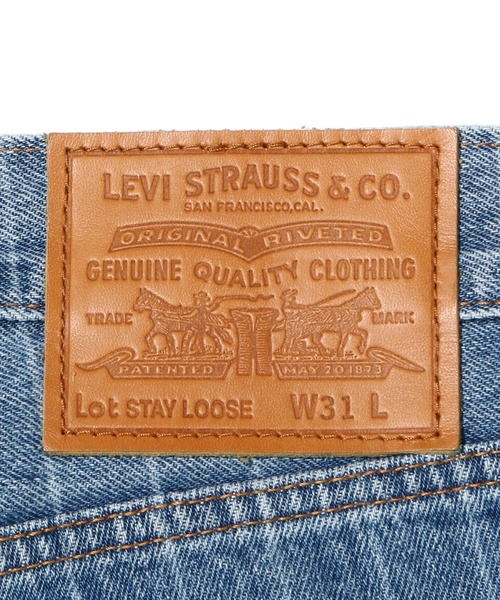 LEVI STRAUSS & CO.
SAN FRANCISCO, CAL.
ORIGINAL RIVETED
GENUINE QUALITY CLOTHING
TRADE MARK
PATENTED MAY 20 1873
Lot STAY LOOSE W31 L